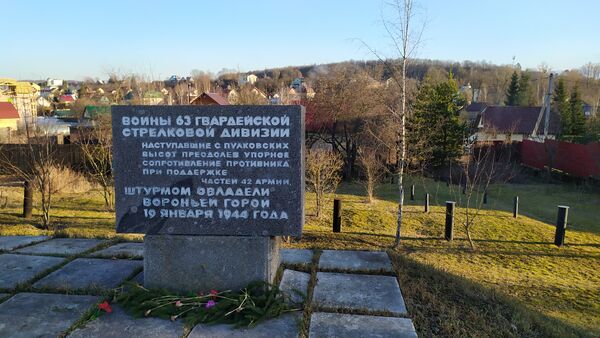 ВОИНЫ 63 ГВАРДЕЙСКОЙ
СТРЕЛКОВОЙ ДИВИЗИИ
НАСТУПАВШИЕ С ПУЛКОВСКИХ
ВЫСОТ ПРЕОДОЛЕВ УПОРНОЕ
СОПРОТИВЛЕНИЕ ПРОТИВНИКА
ПРИ ПОДДЕРЖКЕ
ЧАСТЕЙ 42 АРМИИ,
ШТУРМОМ ОВЛАДЕЛИ
ВОРОНЬЕЙ ГОРОЙ
19 ЯНВАРЯ 1944 ГОДА